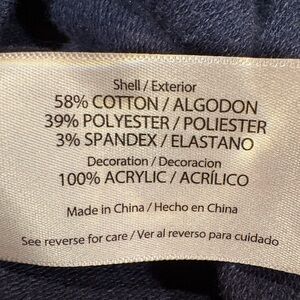 Shell / Exterior
58% COTTON / ALGODON
39% POLYESTER / POLIESTER
3% SPANDEX / ELASTANO
Decoration / Decoracion
100% ACRYLIC / ACRÍLICO
Made in China / Hecho en China
See reverse for care / Ver al reverso para cuidado